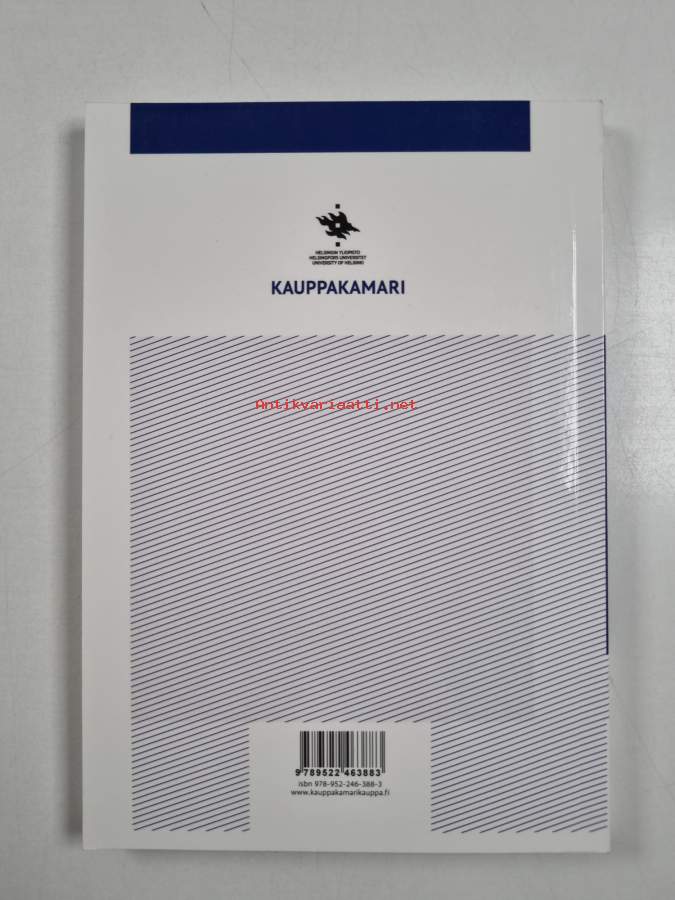 HELSINGIN YLIOPISTO
HELSINGFORS UNIVERSITET
UNIVERSITY OF HELSINKI
KAUPPAKAMARI
Antikvariaatti.net
9 789522 463883
isbn 978-952-246-388-3
www.kauppakamarikauppa.fi